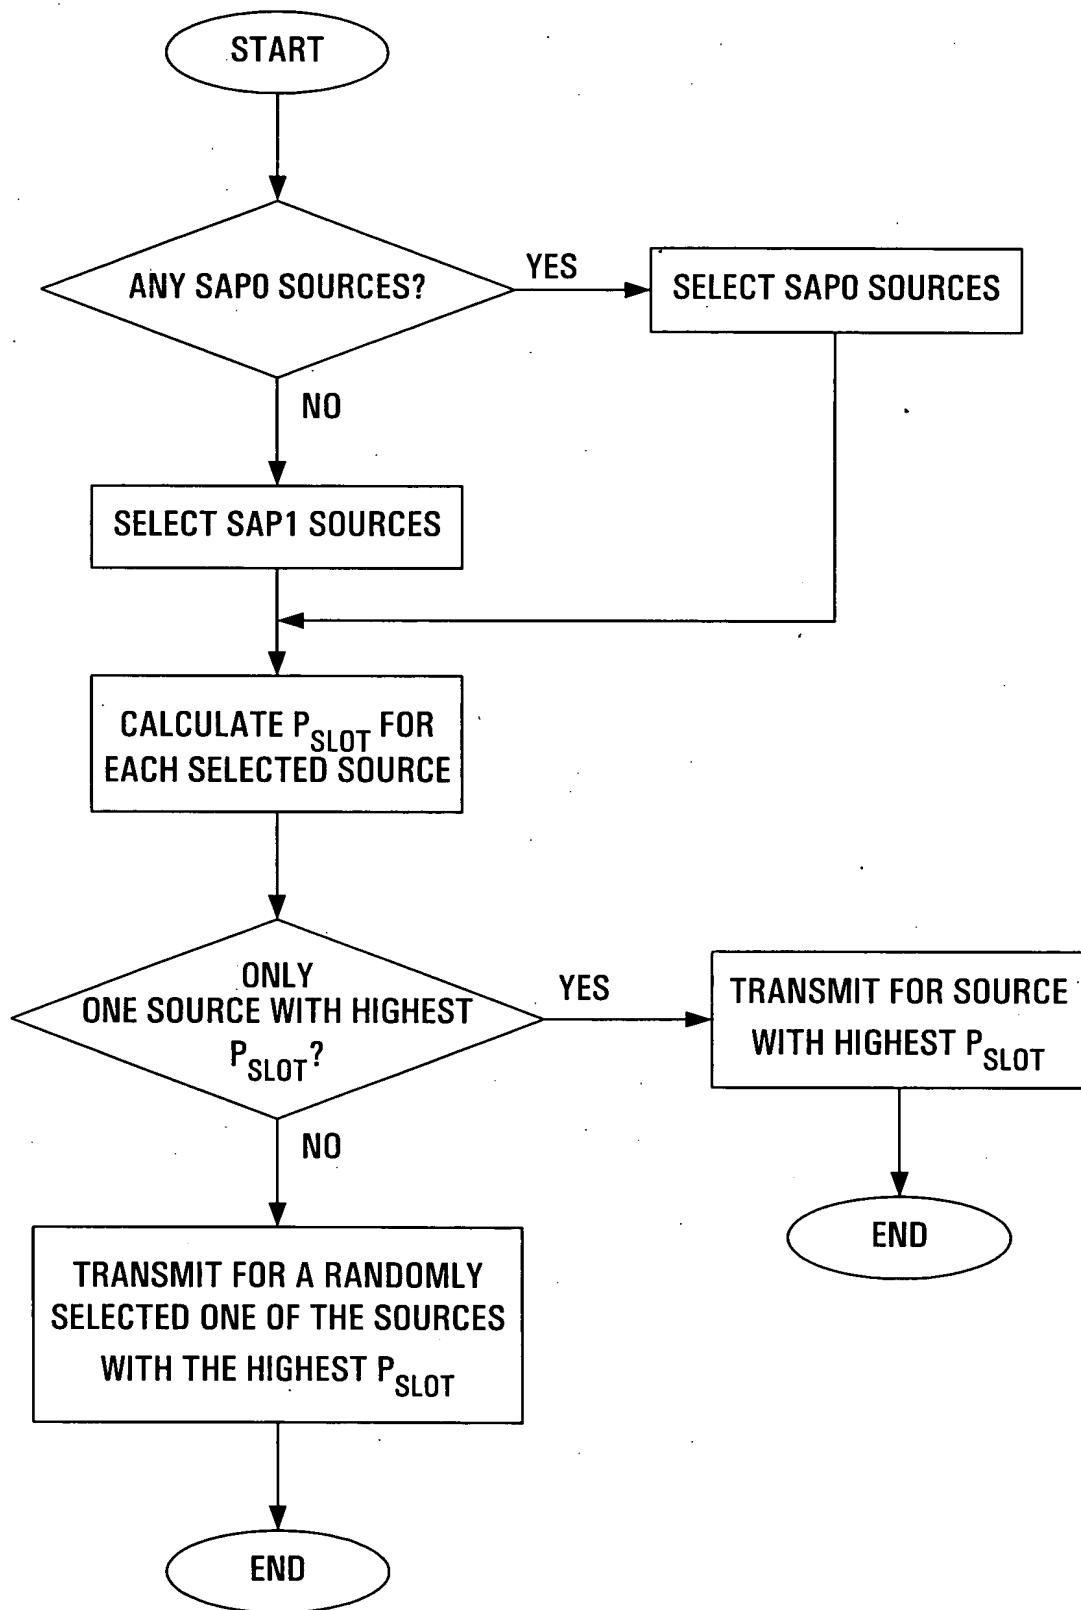 START
ANY SAP0 SOURCES?
YES
SELECT SAP0 SOURCES
NO
SELECT SAP1 SOURCES
CALCULATE PSLOT FOR
EACH SELECTED SOURCE
ONLY
ONE SOURCE WITH HIGHEST
PSLOT?
YES
TRANSMIT FOR SOURCE
WITH HIGHEST PSLOT
NO
END
TRANSMIT FOR A RANDOMLY
SELECTED ONE OF THE SOURCES
WITH THE HIGHEST PSLOT
END